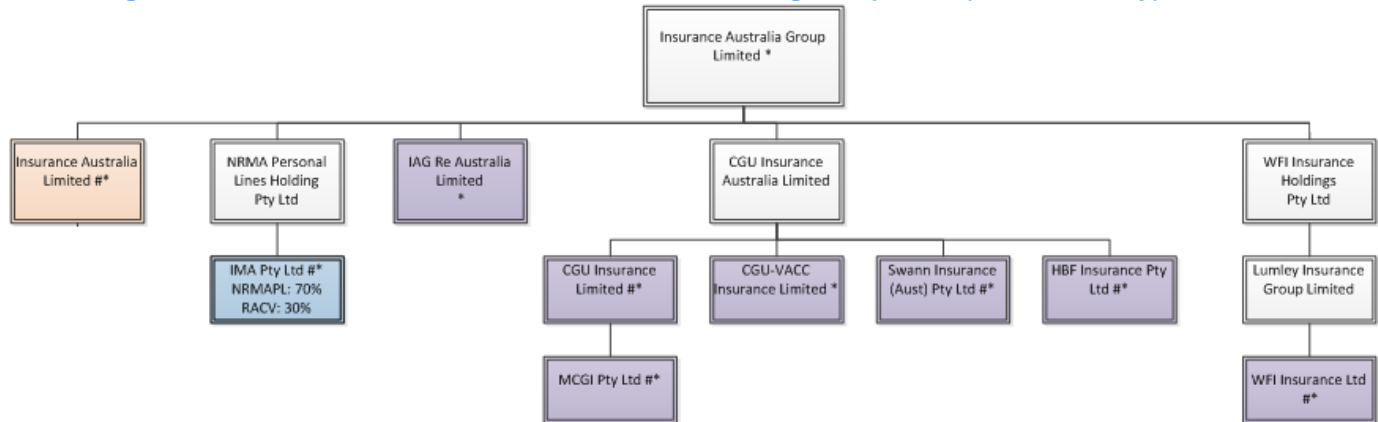 Insurance Australia Group
Limited *
Insurance Australia
Limited #*
NRMA Personal
Lines Holding
Pty Ltd
IAG Re Australia
Limited
*
CGU Insurance
Australia Limited
WFI Insurance
Holdings
Pty Ltd
IMA Pty Ltd #*
NRMAPL: 70%
RACV: 30%
CGU Insurance
Limited #*
CGU-VACC
Insurance Limited *
Swann Insurance
(Aust) Pty Ltd #*
HBF Insurance Pty
Ltd #*
Lumley Insurance
Group Limited
MCGI Pty Ltd #*
WFI Insurance Ltd
#*